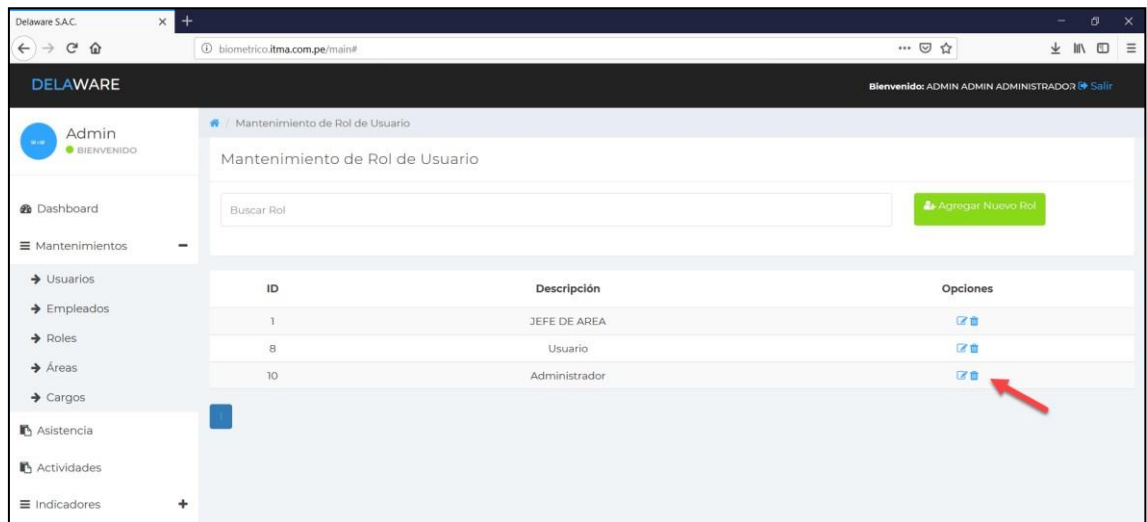 Delaware S.A.C.
biometrico.itma.com.pe/main#
DELAWARE
Bienvenido: ADMIN ADMIN ADMINISTRADOR Salir
Admin
BIENVENIDO
Dashboard
Mantenimientos
Usuarios
Empleados
Roles
Áreas
Cargos
Asistencia
Actividades
Indicadores
/ Mantenimiento de Rol de Usuario
Mantenimiento de Rol de Usuario
Buscar Rol
Agregar Nuevo Rol
ID Descripción Opciones
1 JEFE DE AREA
8 Usuario
10 Administrador
1